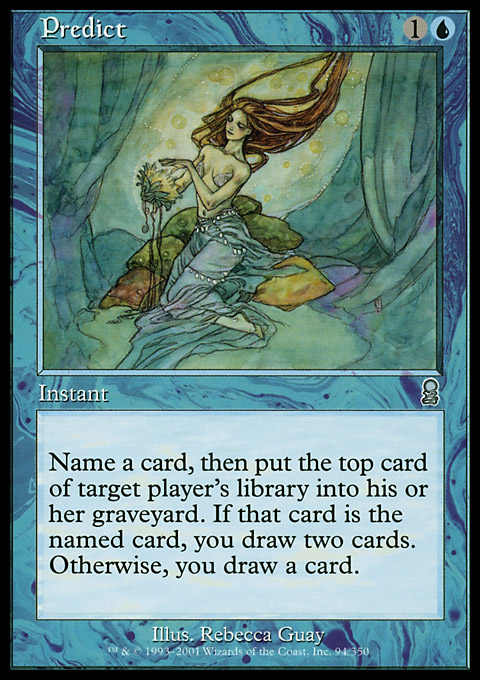 Predict
1
Instant
Name a card, then put the top card
of target player's library into his or
her graveyard. If that card is the
named card, you draw two cards.
Otherwise, you draw a card.
Illus. Rebecca Guay
™ & © 1993-2001 Wizards of the Coast, Inc. 94/350